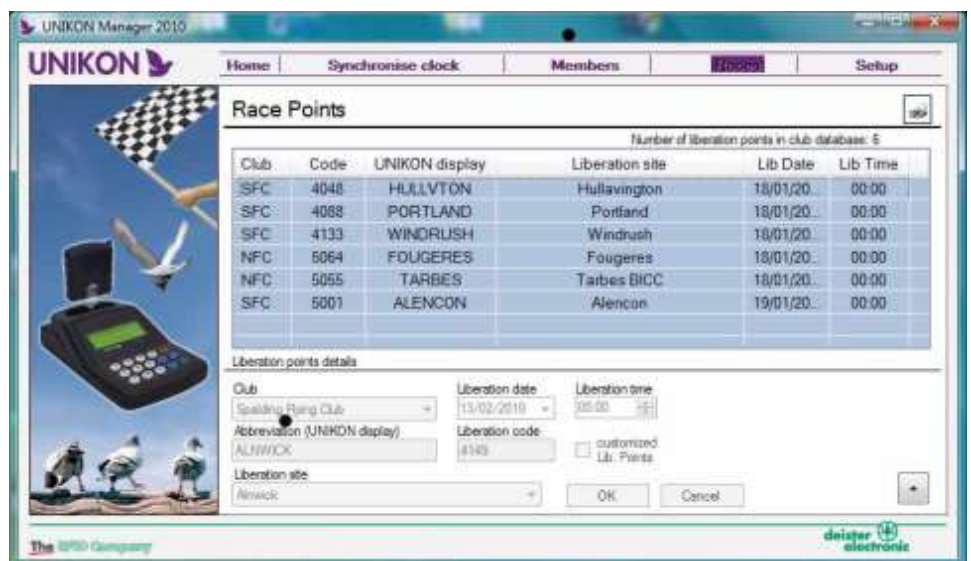 UNIKON Manager 2010
UNIKON
Home Synchronise clock Members Races Setup
Race Points
Number of liberation points in club database: 6
Club Code UNIKON display Liberation site Lib Date Lib Time
SFC 4048 HULLVTON Hullavington 18/01/20... 00:00
SFC 4088 PORTLAND Portland 18/01/20... 00:00
SFC 4133 WINDRUSH Windrush 18/01/20... 00:00
NFC 5064 FOUGERES Fougeres 18/01/20... 00:00
NFC 5055 TARBES Tarbes BICC 18/01/20... 00:00
SFC 5001 ALENCON Alencon 19/01/20... 00:00
Liberation points details
Club Liberation date Liberation time
Spalding Flying Club 13/02/2010 00:00
Abbreviation (UNIKON display) Liberation code
ALNWICK 4149 customized
Lib. Points
Liberation site
Alnwick OK Cancel +
The RFID Company
deister
electronic